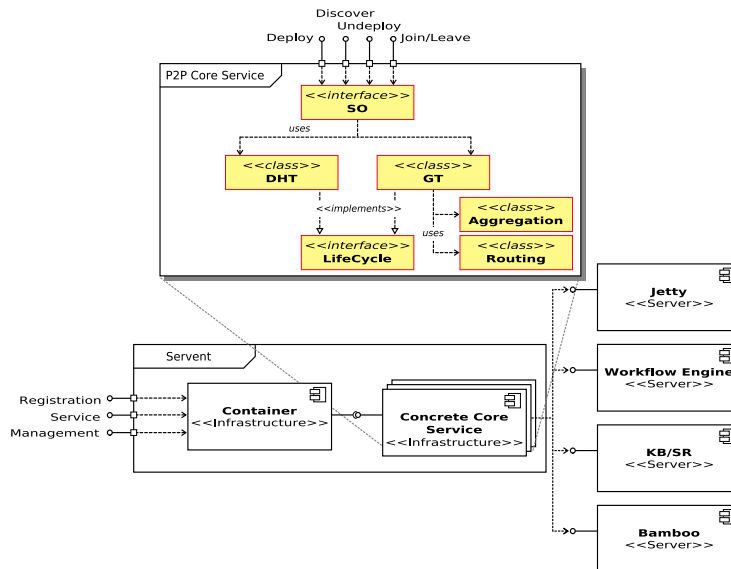 Discover
Undeploy
Deploy
Join/Leave
P2P Core Service
<<interface>>
SO
uses
<<class>>
DHT
<<class>>
GT
<<implements>>
<<class>>
Aggregation
uses
<<interface>>
LifeCycle
<<class>>
Routing
Jetty
<<Server>>
Servent
Registration
Service
Management
Container
<<Infrastructure>>
Concrete Core
Service
<<Infrastructure>>
Workflow Engine
<<Server>>
KB/SR
<<Server>>
Bamboo
<<Server>>